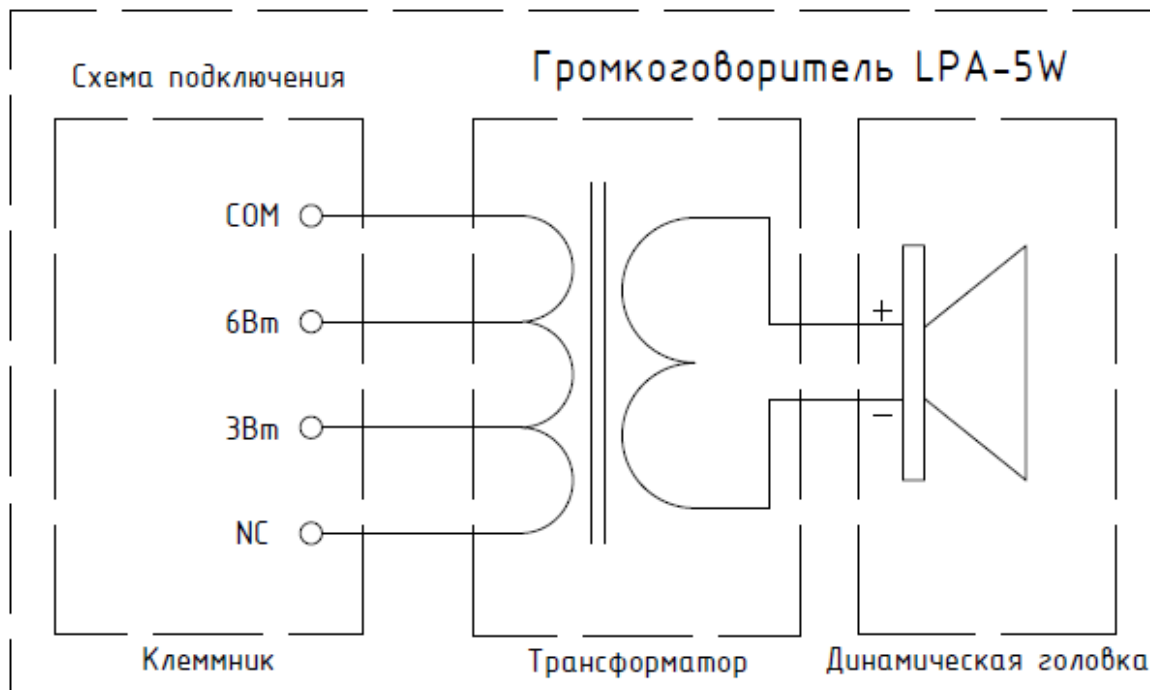 Громкоговоритель LPA-5W
Схема подключения
COM
6Вт
3Вт
NC
+
−
Клеммник
Трансформатор
Динамическая головка